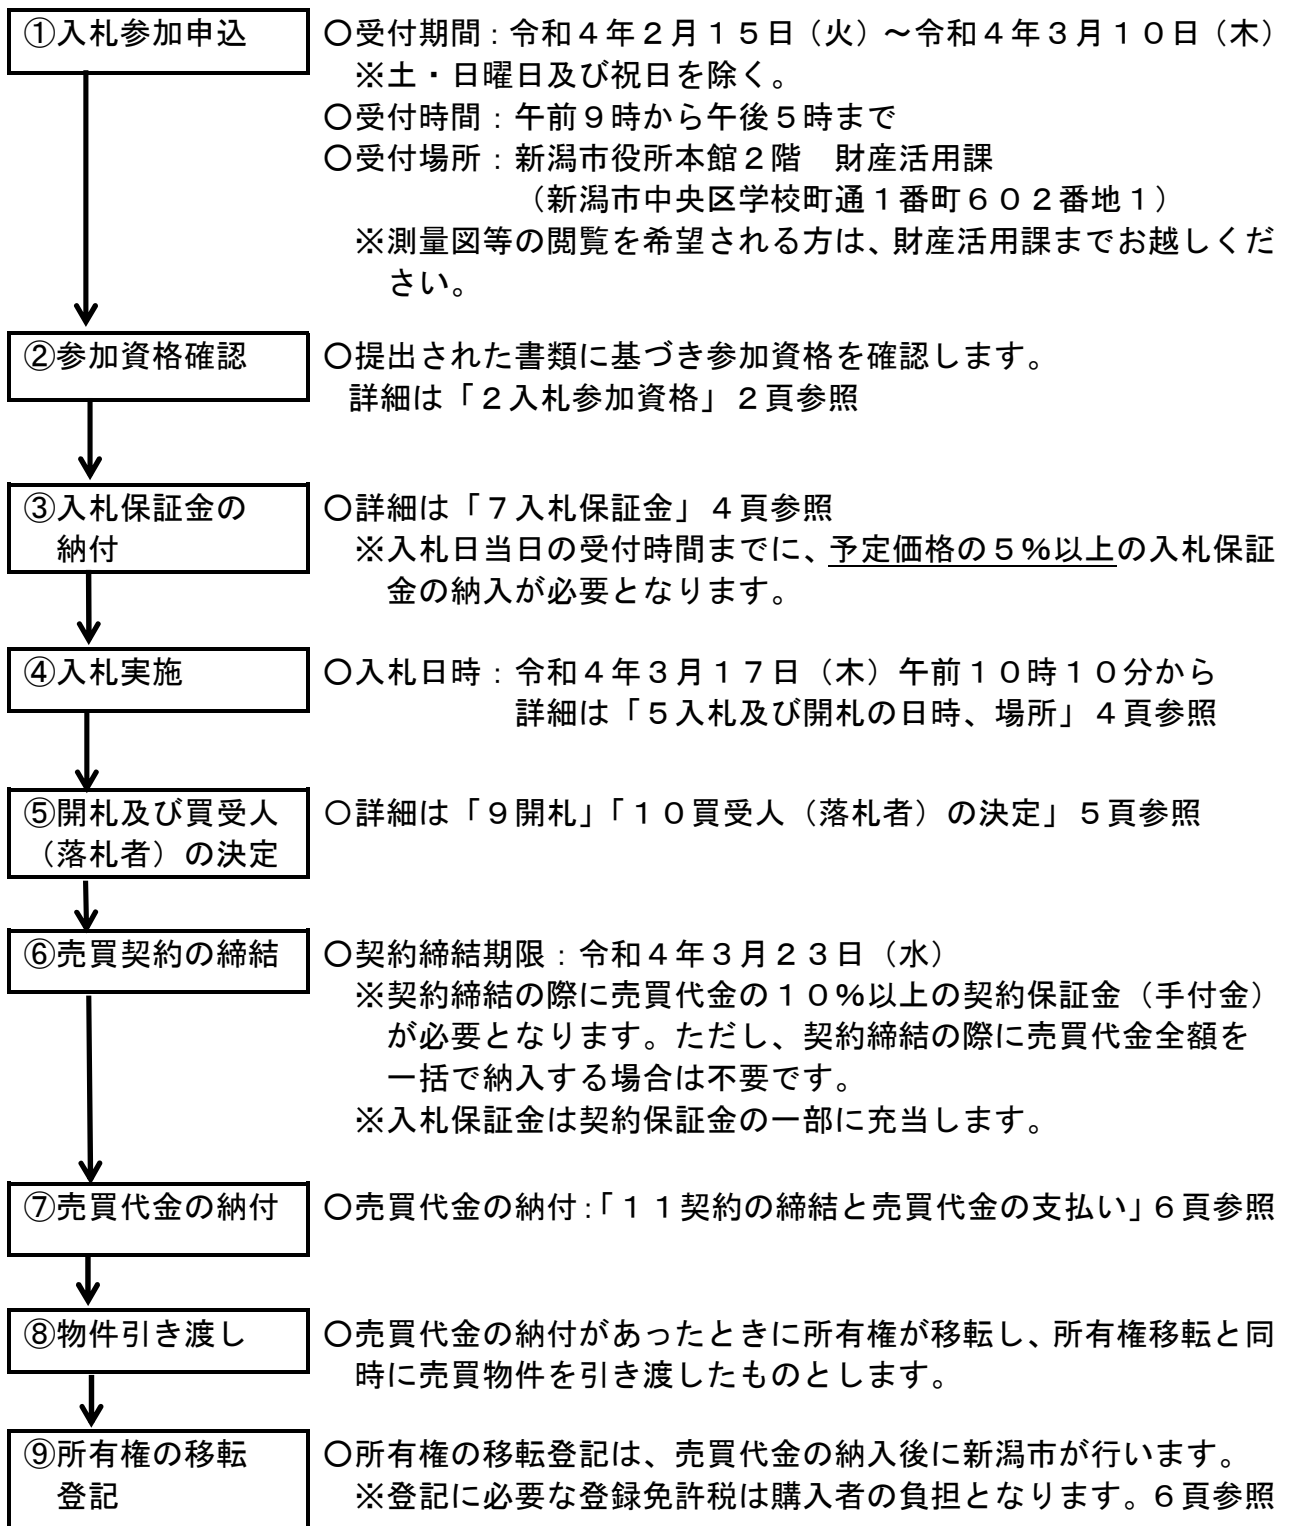 ①入札参加申込
〇受付期間：令和４年２月１５日（火）～令和４年３月１０日（木）
※土・日曜日及び祝日を除く。
〇受付時間：午前９時から午後５時まで
〇受付場所：新潟市役所本館２階　財産活用課
（新潟市中央区学校町通１番町６０２番地１）
※測量図等の閲覧を希望される方は、財産活用課までお越しくだ
さい。
②参加資格確認
〇提出された書類に基づき参加資格を確認します。
詳細は「２入札参加資格」２頁参照
③入札保証金の
納付
〇詳細は「７入札保証金」４頁参照
※入札日当日の受付時間までに、予定価格の５％以上の入札保証
金の納入が必要となります。
④入札実施
〇入札日時：令和４年３月１７日（木）午前１０時１０分から
詳細は「５入札及び開札の日時、場所」４頁参照
⑤開札及び買受人
（落札者）の決定
〇詳細は「９開札」「１０買受人（落札者）の決定」５頁参照
⑥売買契約の締結
〇契約締結期限：令和４年３月２３日（水）
※契約締結の際に売買代金の１０％以上の契約保証金（手付金）
が必要となります。ただし、契約締結の際に売買代金全額を
一括で納入する場合は不要です。
※入札保証金は契約保証金の一部に充当します。
⑦売買代金の納付
〇売買代金の納付：「１１契約の締結と売買代金の支払い」６頁参照
⑧物件引き渡し
〇売買代金の納付があったときに所有権が移転し、所有権移転と同
時に売買物件を引き渡したものとします。
⑨所有権の移転
登記
〇所有権の移転登記は、売買代金の納入後に新潟市が行います。
※登記に必要な登録免許税は購入者の負担となります。６頁参照